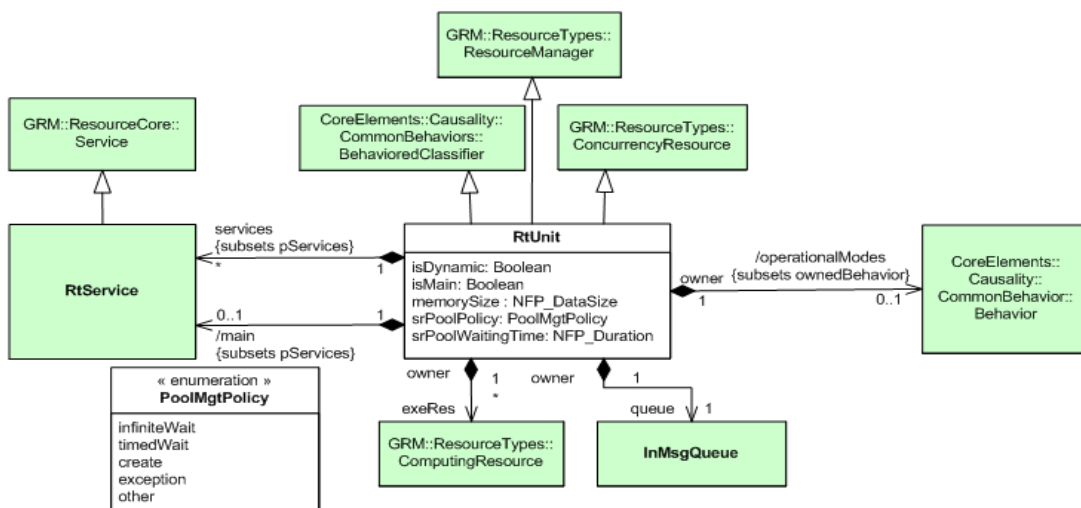 GRM::ResourceTypes::
ResourceManager
GRM::ResourceCore::
Service
CoreElements::Causality::
CommonBehaviors::
BehavioredClassifier
GRM::ResourceTypes::
ConcurrencyResource
RtService
services
{subsets pServices}
*
1
0..1
1
/main
{subsets pServices}
RtUnit
isDynamic: Boolean
isMain: Boolean
memorySize : NFP_DataSize
srPoolPolicy: PoolMgtPolicy
srPoolWaitingTime: NFP_Duration
/operationalModes
owner {subsets ownedBehavior}
1
0..1
CoreElements::
Causality::
CommonBehavior::
Behavior
« enumeration »
PoolMgtPolicy
infiniteWait
timedWait
create
exception
other
owner
1
*
exeRes
GRM::ResourceTypes::
ComputingResource
owner
1
queue
1
InMsgQueue